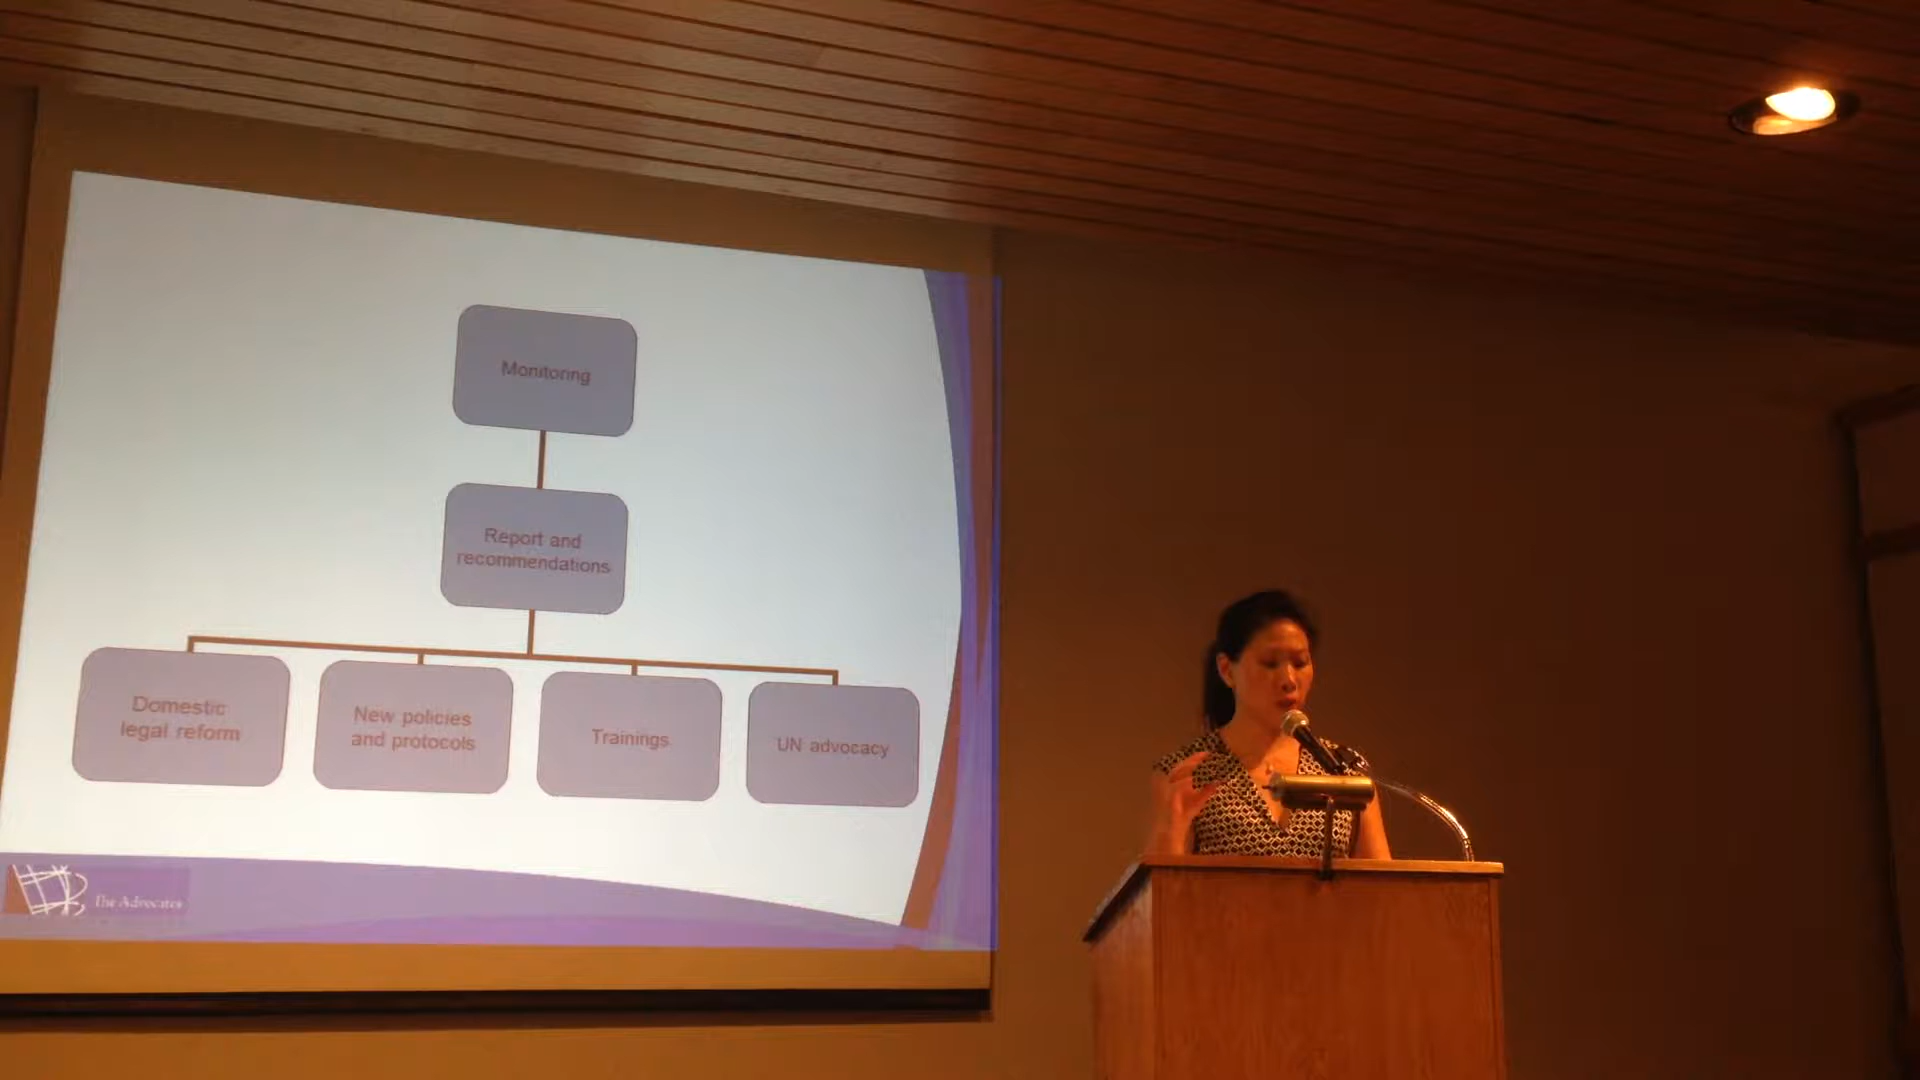 Monitoring
Report and
recommendations
Domestic
legal reform
New policies
and protocols
Trainings
UN advocacy
The Advocates